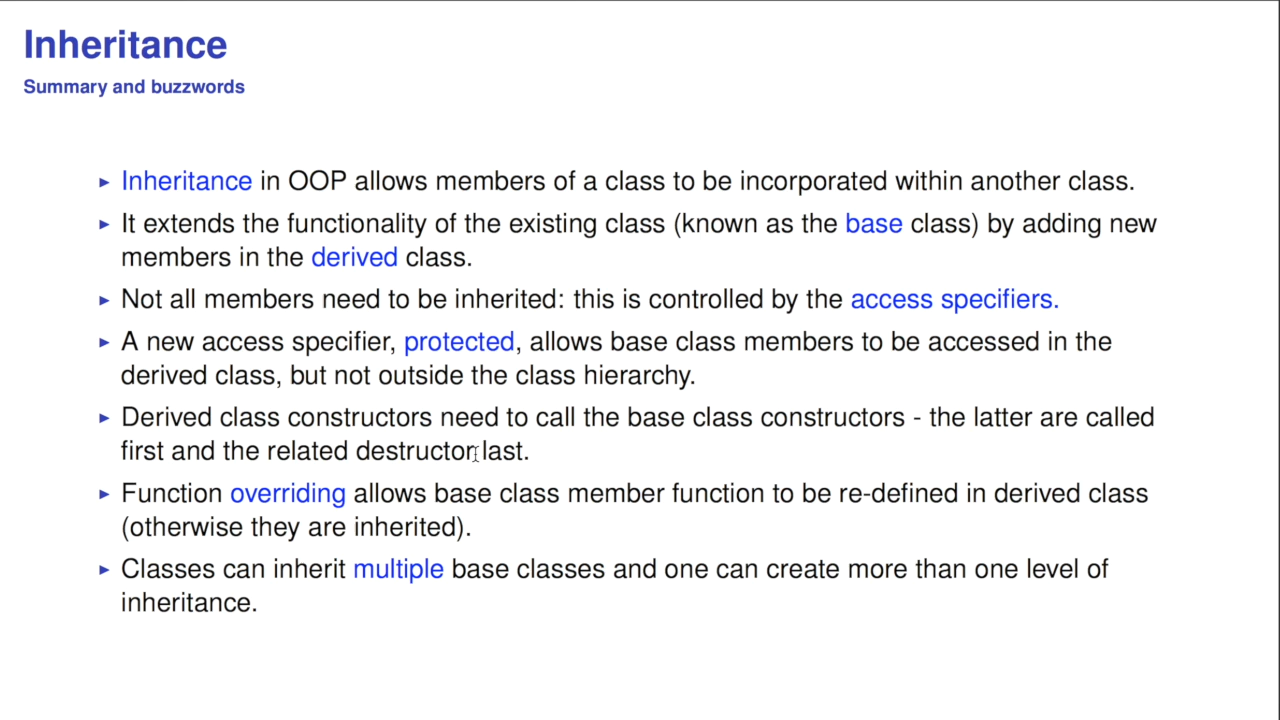 Inheritance
Summary and buzzwords
Inheritance in OOP allows members of a class to be incorporated within another class.
It extends the functionality of the existing class (known as the base class) by adding new
members in the derived class.
Not all members need to be inherited: this is controlled by the access specifiers.
A new access specifier, protected, allows base class members to be accessed in the
derived class, but not outside the class hierarchy.
Derived class constructors need to call the base class constructors - the latter are called
first and the related destructor last.
Function overriding allows base class member function to be re-defined in derived class
(otherwise they are inherited).
Classes can inherit multiple base classes and one can create more than one level of
inheritance.